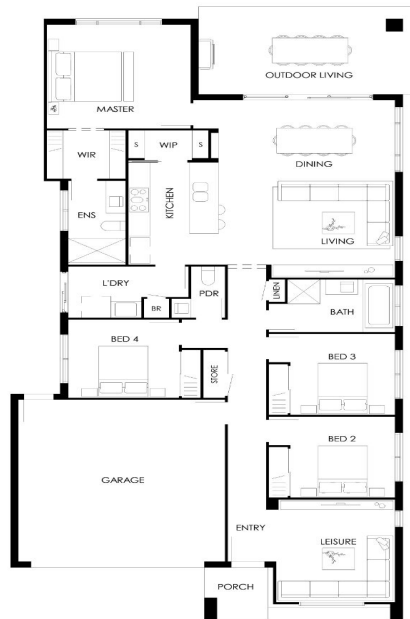 OUTDOOR LIVING
MASTER
WIR
S
WIP
S
DINING
KITCHEN
ENS
LIVING
L'DRY
BR
PDR
LINEN
BATH
BED 4
STORE
BED 3
BED 2
GARAGE
ENTRY
LEISURE
PORCH